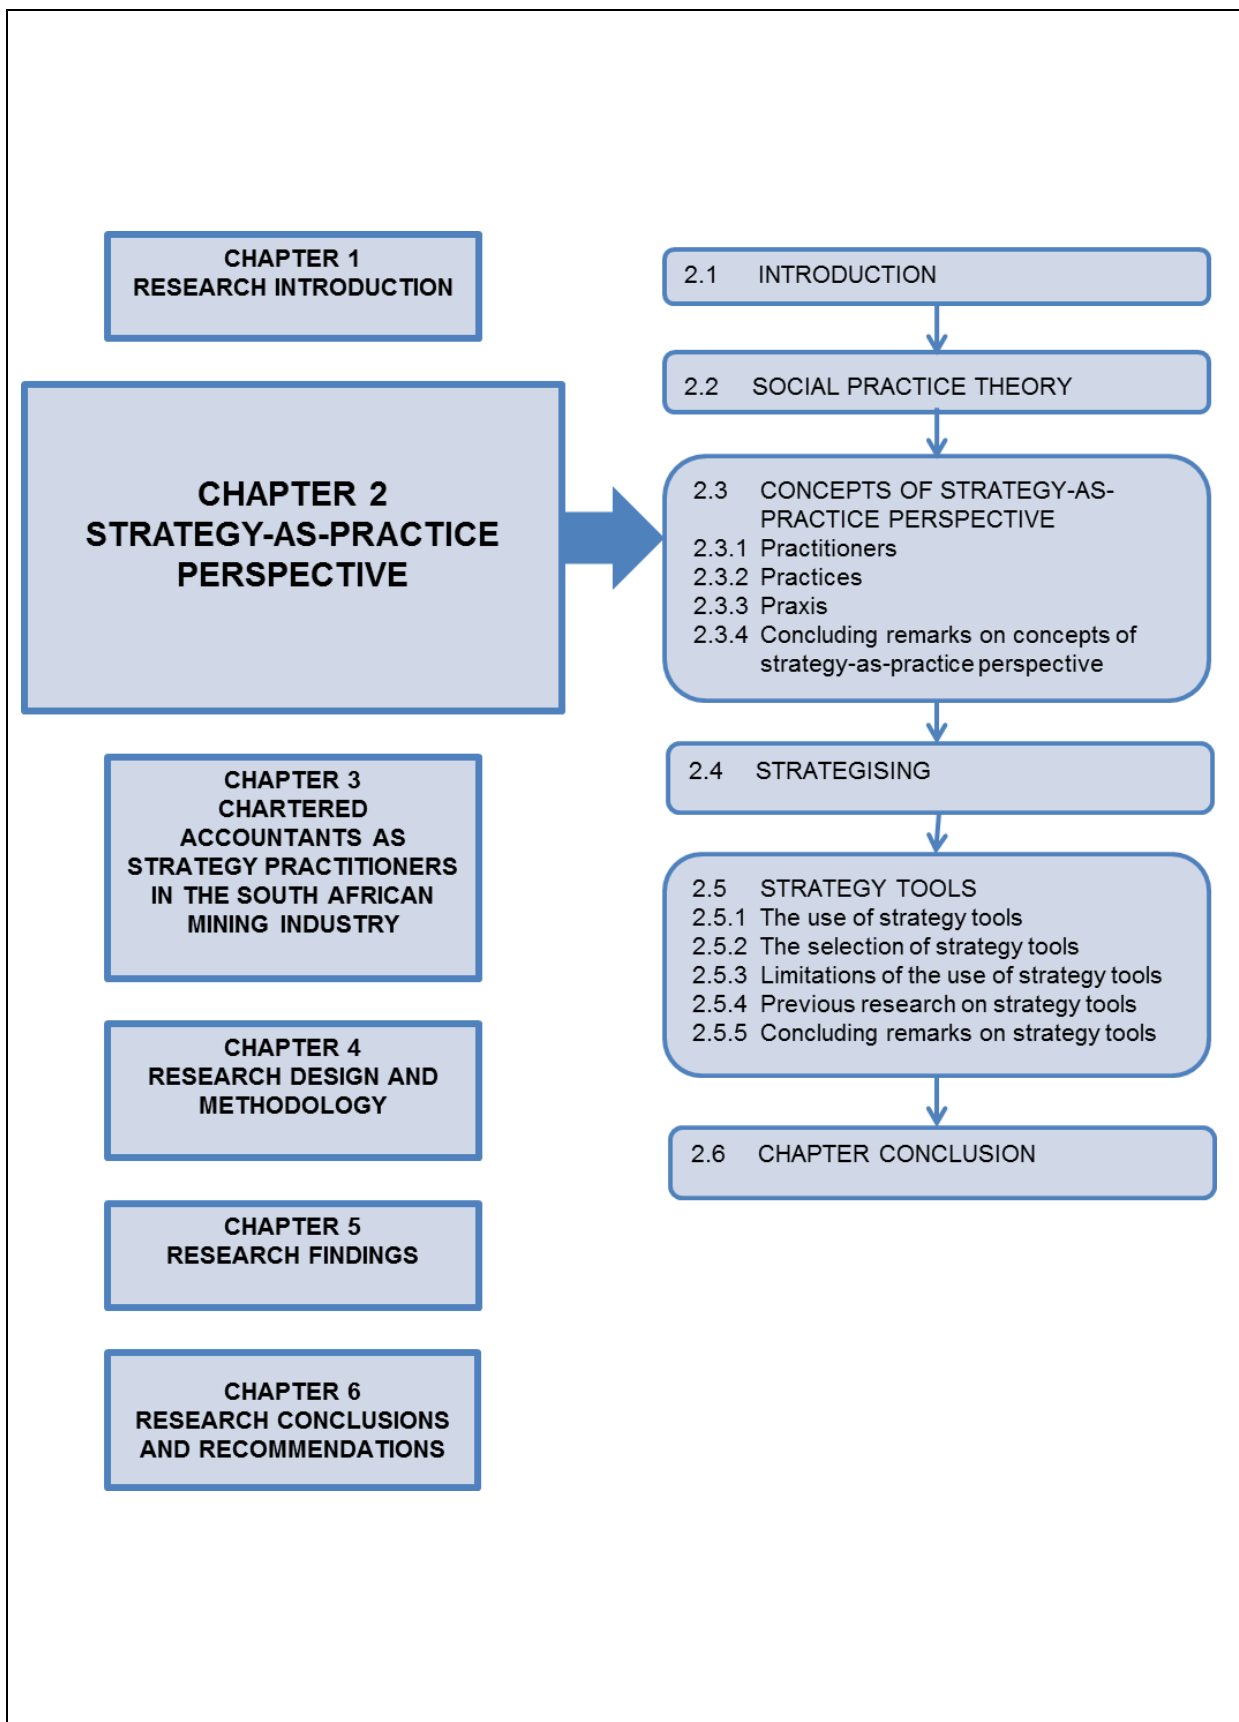 CHAPTER 1
RESEARCH INTRODUCTION
CHAPTER 2
STRATEGY-AS-PRACTICE
PERSPECTIVE
CHAPTER 3
CHARTERED
ACCOUNTANTS AS
STRATEGY PRACTITIONERS
IN THE SOUTH AFRICAN
MINING INDUSTRY
CHAPTER 4
RESEARCH DESIGN AND
METHODOLOGY
CHAPTER 5
RESEARCH FINDINGS
CHAPTER 6
RESEARCH CONCLUSIONS
AND RECOMMENDATIONS
2.1 INTRODUCTION
2.2 SOCIAL PRACTICE THEORY
2.3 CONCEPTS OF STRATEGY-AS-
PRACTICE PERSPECTIVE
2.3.1 Practitioners
2.3.2 Practices
2.3.3 Praxis
2.3.4 Concluding remarks on concepts of
strategy-as-practice perspective
2.4 STRATEGISING
2.5 STRATEGY TOOLS
2.5.1 The use of strategy tools
2.5.2 The selection of strategy tools
2.5.3 Limitations of the use of strategy tools
2.5.4 Previous research on strategy tools
2.5.5 Concluding remarks on strategy tools
2.6 CHAPTER CONCLUSION